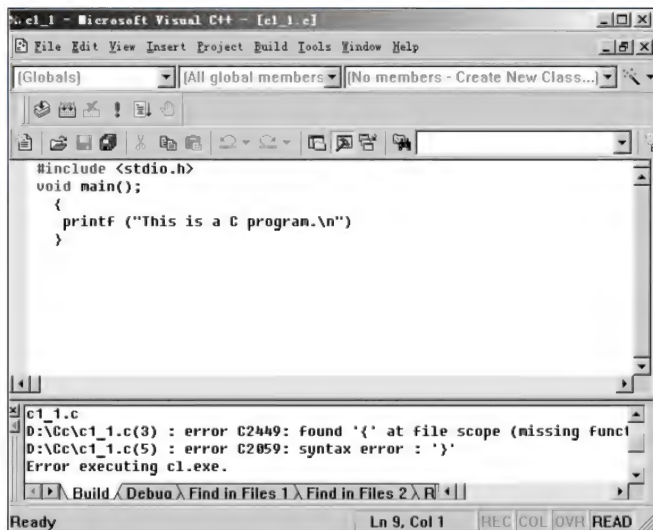 c1_1 - Microsoft Visual C++ - [c1_1.c]
File Edit View Insert Project Build Tools Window Help
(Globals) (All global members (No members - Create New Class...)
#include <stdio.h>
void main();
{
printf ("This is a C program.\n")
}
c1_1.c
D:\Cc\c1_1.c(3) : error C2449: found '{' at file scope (missing funct
D:\Cc\c1_1.c(5) : error C2059: syntax error : '}'
Error executing cl.exe.
Build Debug Find in Files 1 Find in Files 2 R
Ready Ln 9, Col 1 REC COL OVR READ